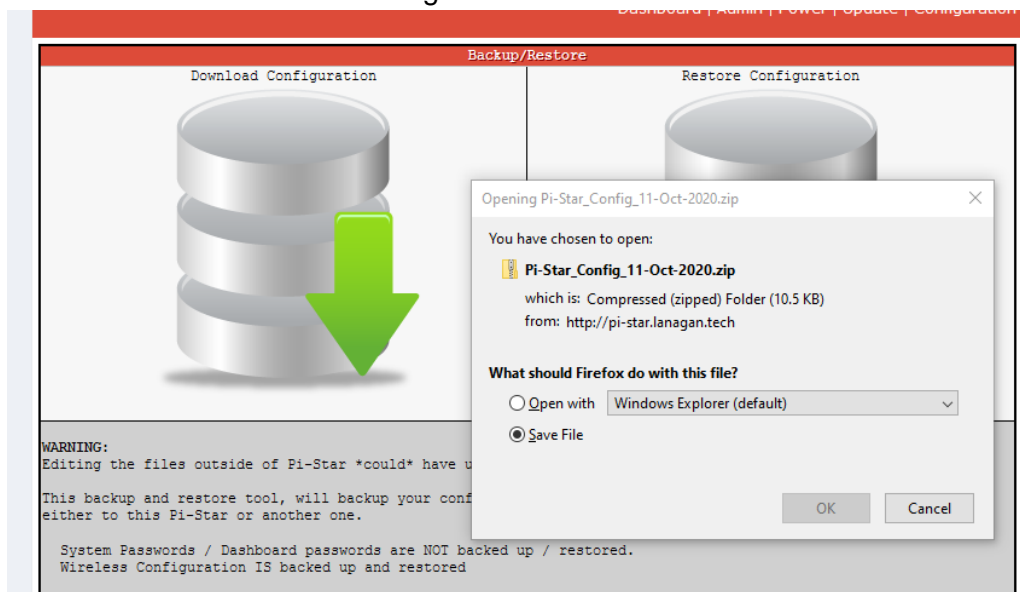 Dashboard | Admin | Power | Update | Configuration
Backup/Restore
Download Configuration
Restore Configuration
Opening Pi-Star_Config_11-Oct-2020.zip
You have chosen to open:
Pi-Star_Config_11-Oct-2020.zip
which is: Compressed (zipped) Folder (10.5 KB)
from: http://pi-star.lanagan.tech
What should Firefox do with this file?
Open with Windows Explorer (default)
Save File
OK Cancel
WARNING:
Editing the files outside of Pi-Star *could* have u
This backup and restore tool, will backup your conf
either to this Pi-Star or another one.
System Passwords / Dashboard passwords are NOT backed up / restored.
Wireless Configuration IS backed up and restored